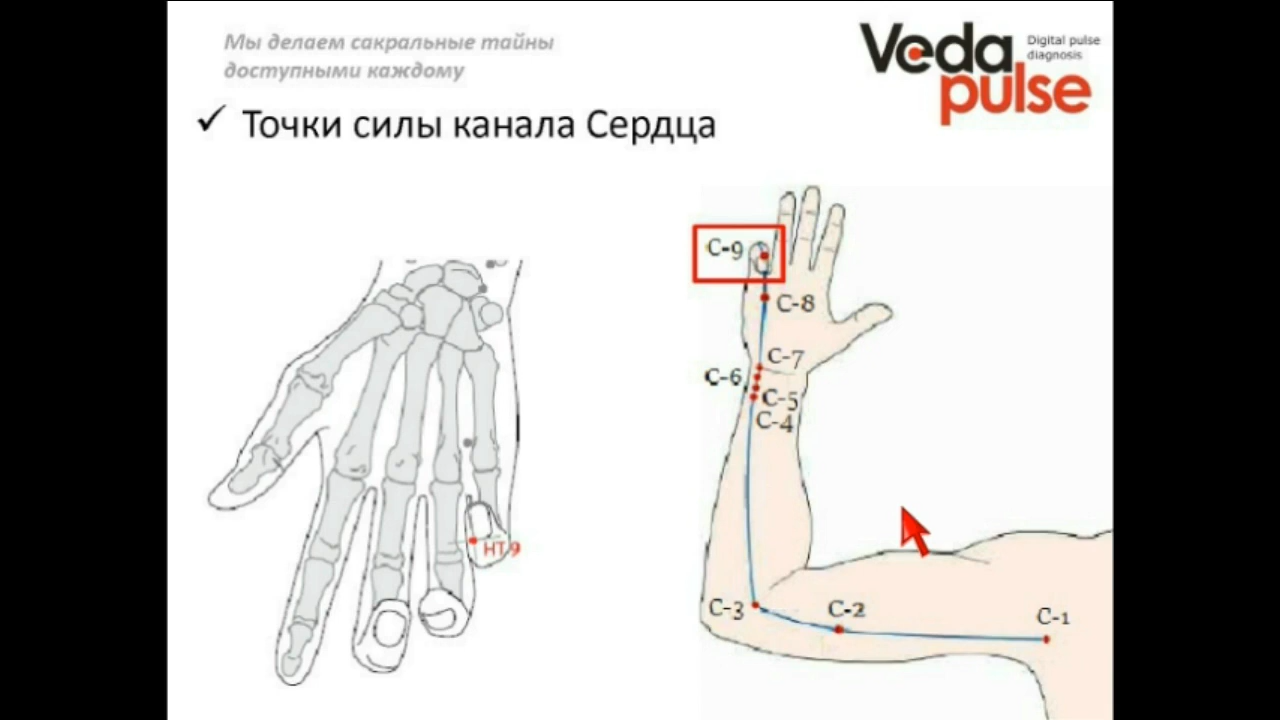 Мы делаем сакральные тайны
доступными каждому
Veda
pulse
Digital pulse
diagnosis
✓ Точки силы канала Сердца
С-9
С-8
С-7
С-6
С-5
С-4
С-3
С-2
С-1
HT 9